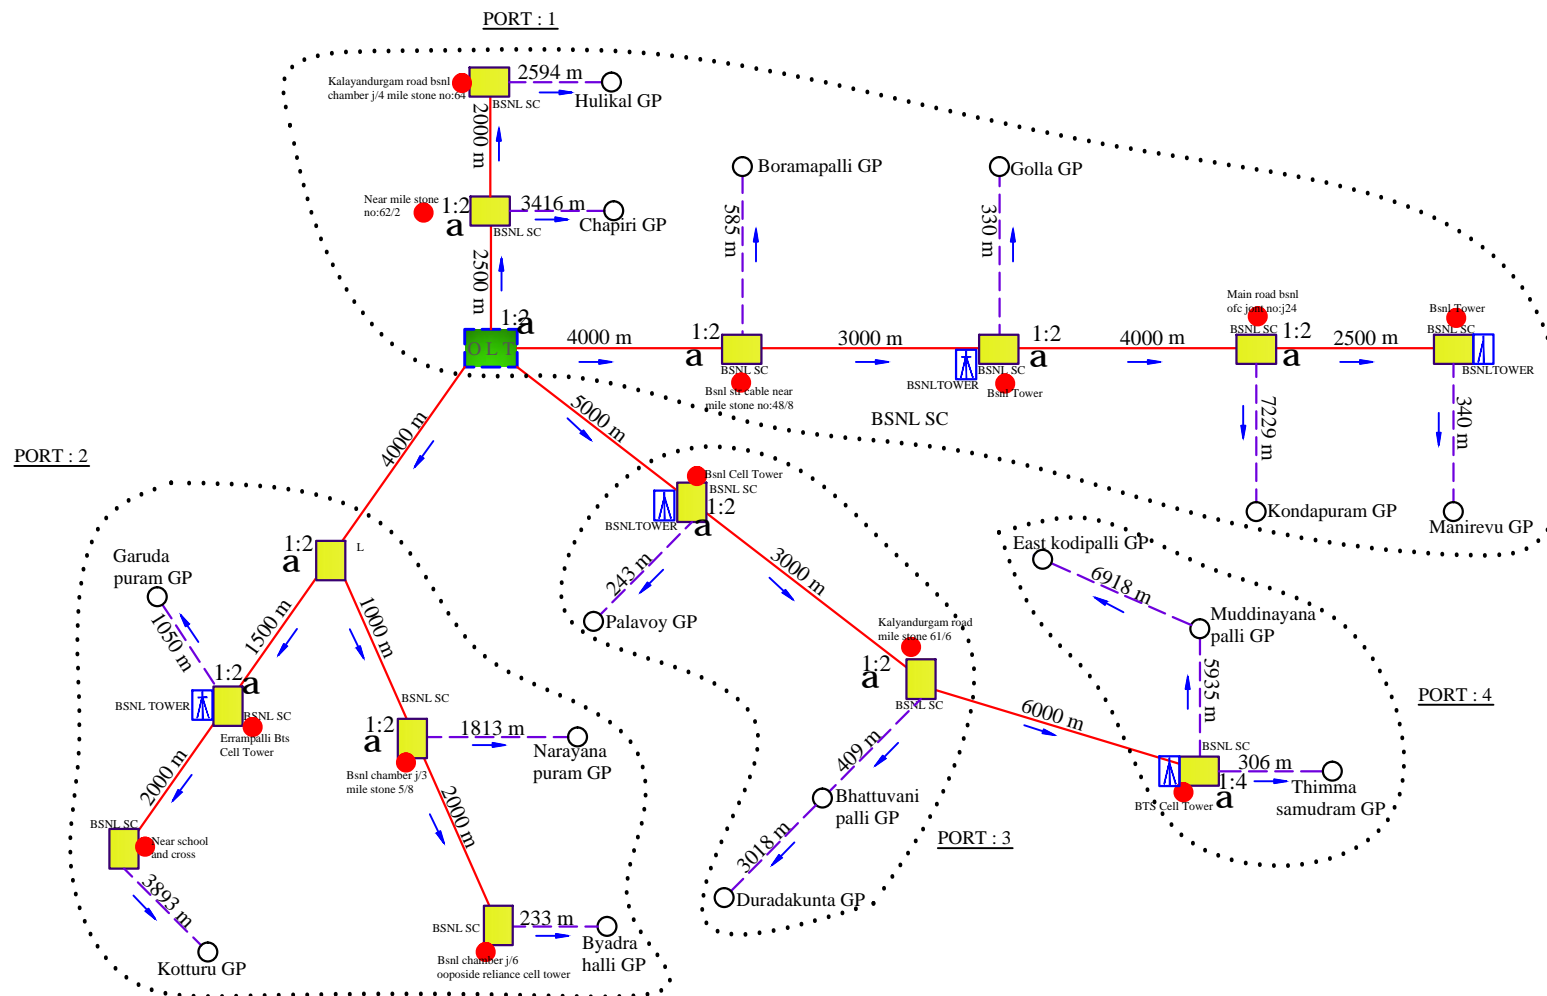 PORT : 1
2594 m
Kalayandurgam road bsnl
chamber j/4 mile stone no:64
BSNL SC
Hulikal GP
2000 m
Near mile stone
no:62/2
1:2
a
3416 m
BSNL SC
Chapiri GP
2500 m
Boramapalli GP
585 m
Golla GP
330 m
1:2
a
OLT
4000 m
1:2
a
BSNL SC
Bsnl str cable near
mile stone no:48/8
3000 m
1:2
a
BSNL SC
BSNLTOWER
Bsnl Tower
4000 m
Main road bsnl
ofc jont no:j24
BSNL SC
1:2
a
2500 m
Bsnl Tower
BSNL SC
BSNLTOWER
7229 m
Kondapuram GP
340 m
Manirevu GP
BSNL SC
PORT : 2
4000 m
5000 m
Bsnl Cell Tower
BSNL SC
BSNLTOWER
1:2
a
243 m
Palavoy GP
3000 m
1:2
a
L
Garuda
puram GP
1050 m
1500 m
1000 m
1:2
a
BSNL TOWER
BSNL SC
Errampalli Bts
Cell Tower
2000 m
BSNL SC
Near school
and cross
3893 m
Kotturu GP
BSNL SC
1:2
a
1813 m
Narayana
puram GP
Bsnl chamber j/3
mile stone 5/8
2000 m
BSNL SC
233 m
Byadra
halli GP
Bsnl chamber j/6
ooposide reliance cell tower
Kalyandurgam road
mile stone 61/6
1:2
a
BSNL SC
409 m
Bhattuvani
palli GP
3018 m
Duradakunta GP
PORT : 3
6000 m
East kodipalli GP
6918 m
Muddinayana
palli GP
5935 m
BSNL SC
306 m
1:4
a
BTS Cell Tower
Thimma
samudram GP
PORT : 4